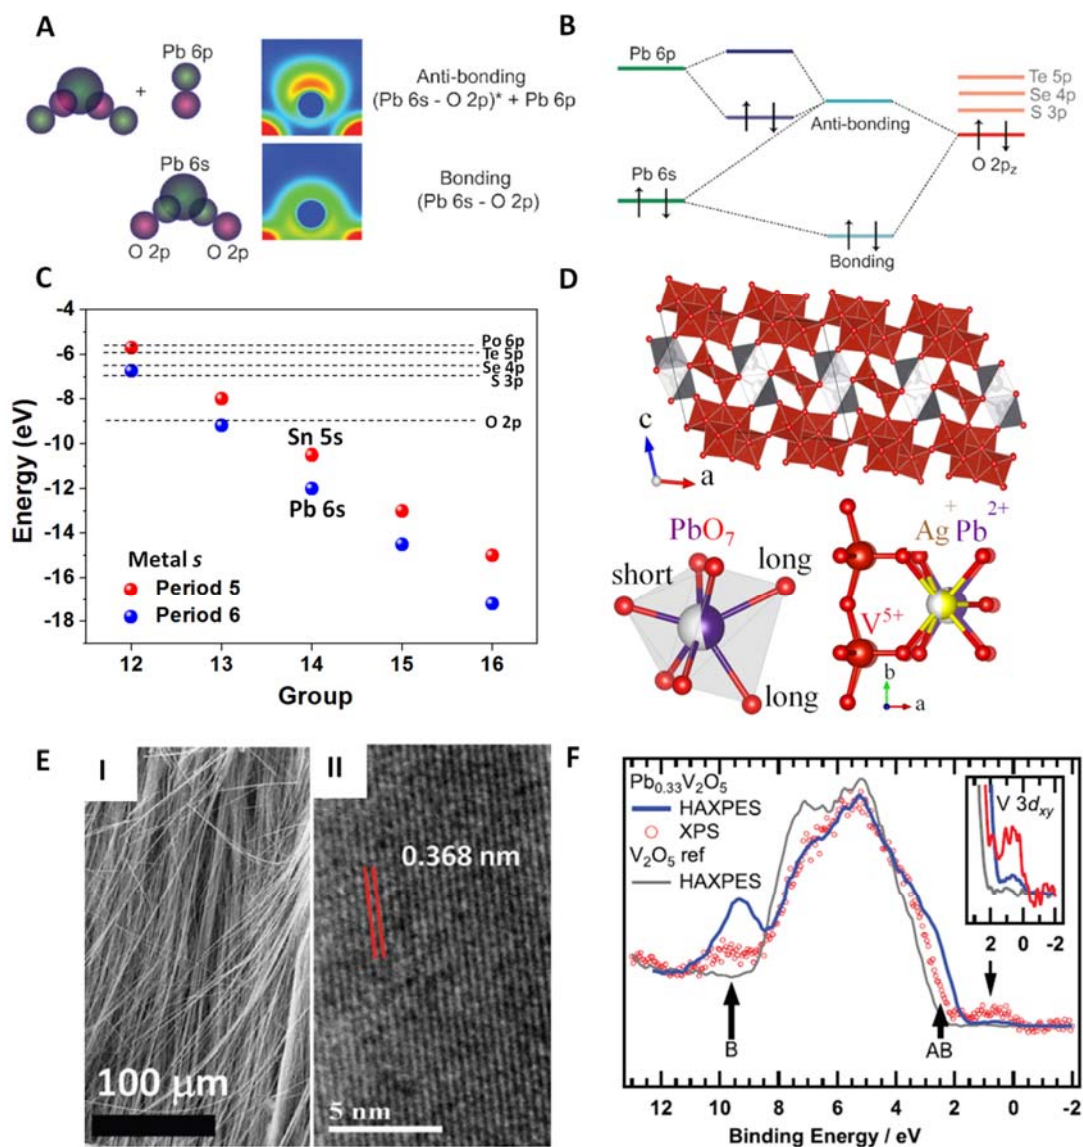 A
Pb 6p
+
Anti-bonding
(Pb 6s - O 2p)* + Pb 6p
Pb 6s
Bonding
(Pb 6s - O 2p)
O 2p
O 2p
B
Pb 6p
Te 5p
Se 4p
S 3p
Anti-bonding
O 2pz
Pb 6s
Bonding
C
-4
-6
-8
-10
-12
-14
-16
-18
Energy (eV)
Po 6p
Te 5p
Se 4p
S 3p
O 2p
Sn 5s
Pb 6s
Metal s
Period 5
Period 6
12 13 14 15 16
Group
D
c
a
PbO7
short
long
long
Ag+ Pb2+
V5+
b
a
E
I
100 μm
II
0.368 nm
5 nm
F
Pb0.33V2O5
HAXPES
XPS
V2O5 ref
HAXPES
V 3dxy
2 0 -2
B
AB
12 10 8 6 4 2 0 -2
Binding Energy / eV